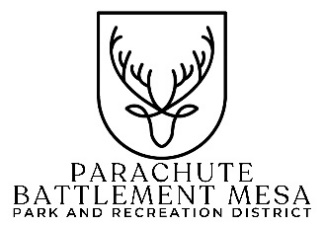 PARACHUTE
BATTLEMENT MESA
PARK AND RECREATION DISTRICT